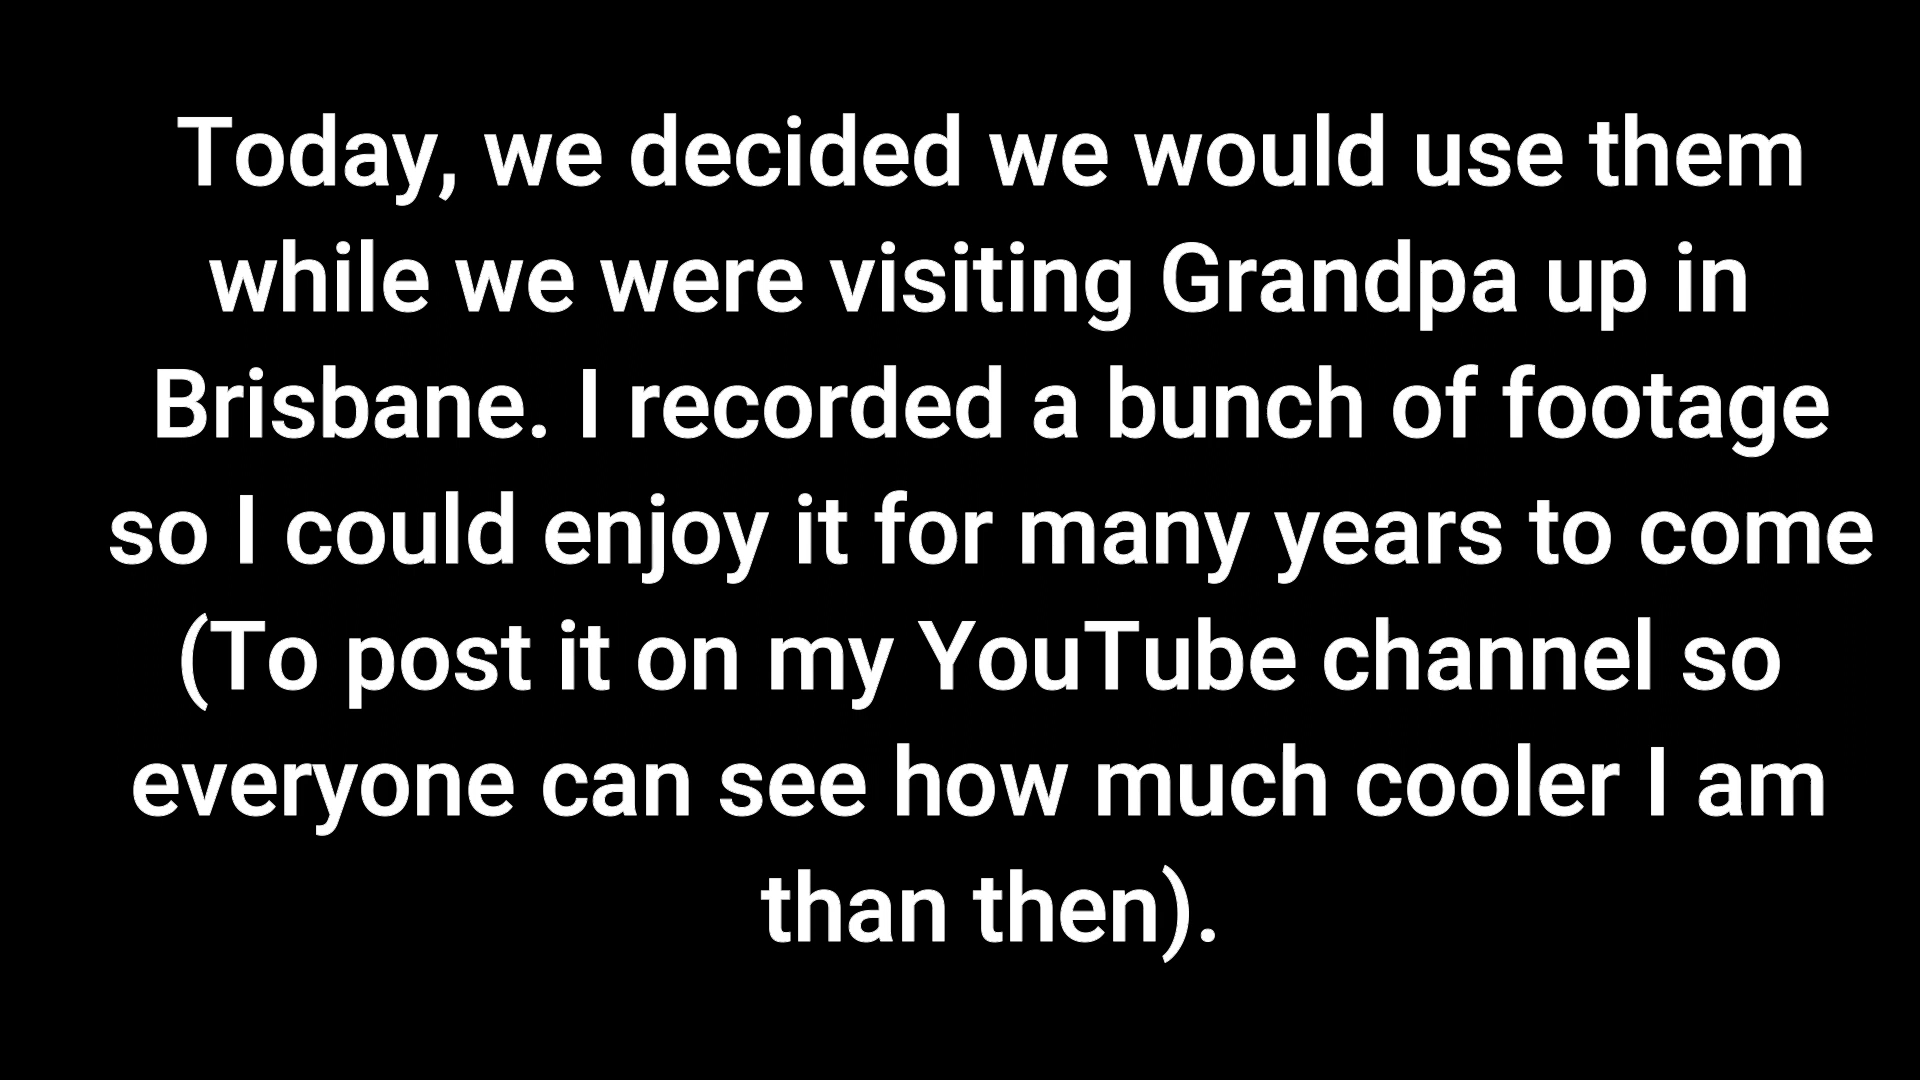 Today, we decided we would use them
while we were visiting Grandpa up in
Brisbane. I recorded a bunch of footage
so I could enjoy it for many years to come
(To post it on my YouTube channel so
everyone can see how much cooler I am
than then).